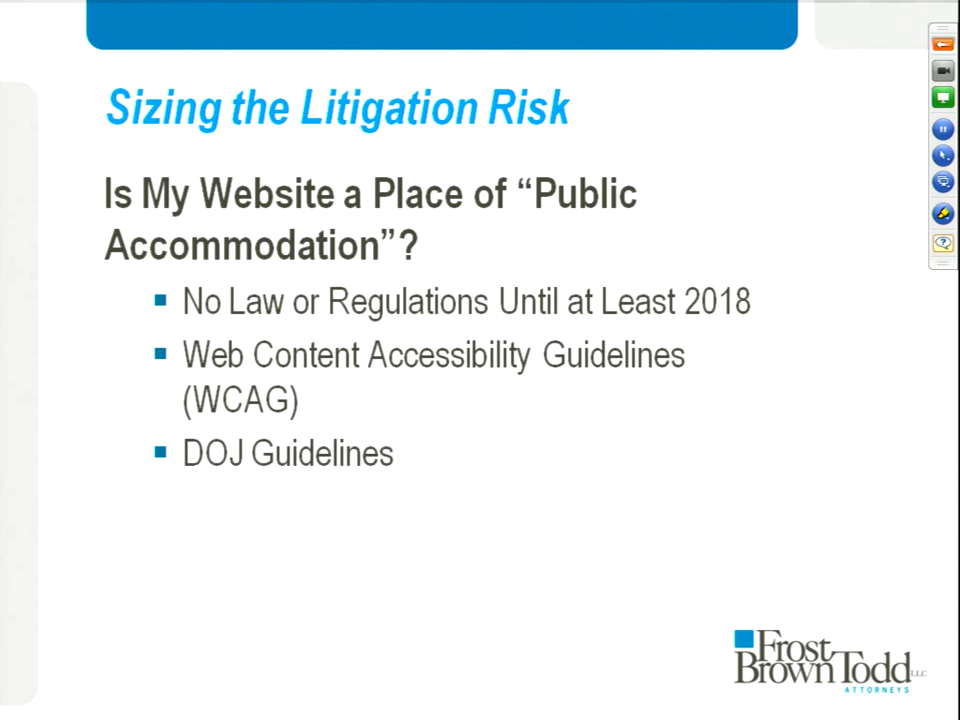 Sizing the Litigation Risk
Is My Website a Place of “Public
Accommodation”?
No Law or Regulations Until at Least 2018
Web Content Accessibility Guidelines
(WCAG)
DOJ Guidelines
Frost
Brown Todd LLC
ATTORNEYS